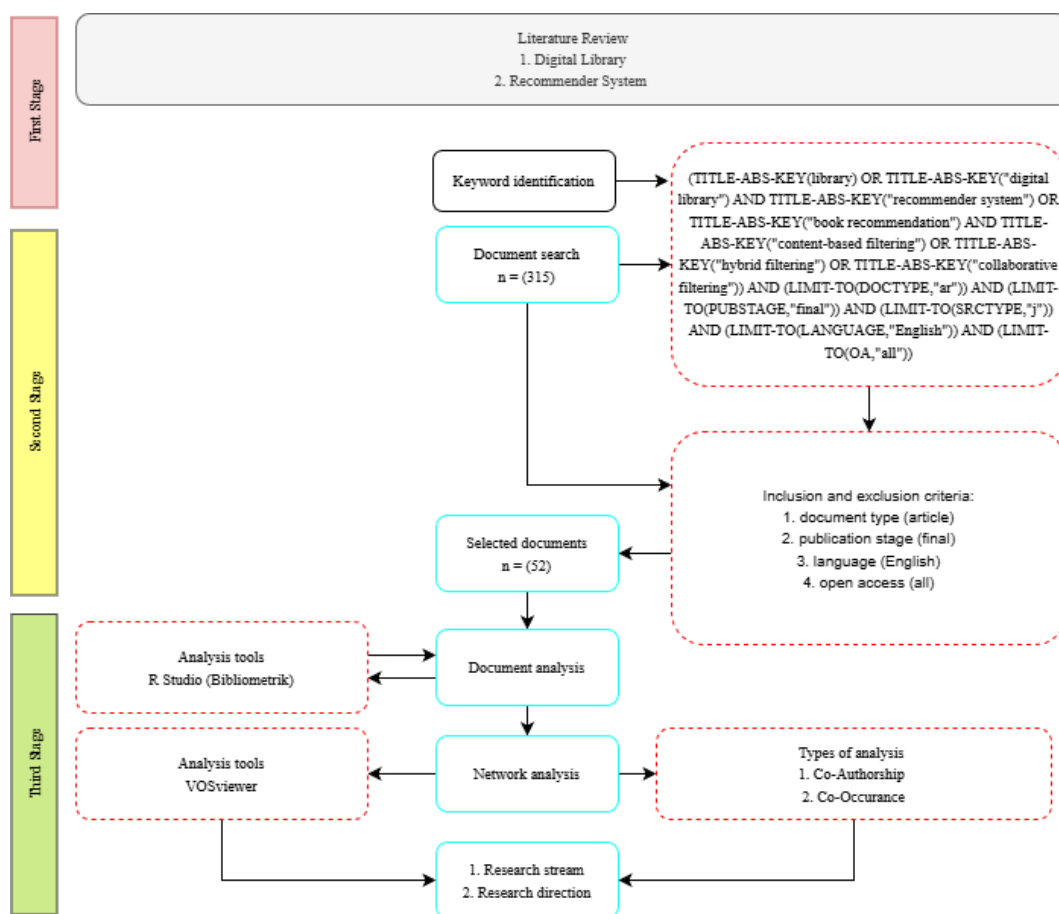 First Stage
Literature Review
1. Digital Library
2. Recommender System
Keyword identification
(TITLE-ABS-KEY(library) OR TITLE-ABS-KEY("digital
library") AND TITLE-ABS-KEY("recommender system") OR
TITLE-ABS-KEY("book recommendation") AND TITLE-
ABS-KEY("content-based filtering") OR TITLE-ABS-
KEY("hybrid filtering") OR TITLE-ABS-KEY("collaborative
filtering")) AND (LIMIT-TO(DOCTYPE,"ar")) AND (LIMIT-
TO(PUBSTAGE,"final")) AND (LIMIT-TO(SRCTYPE,"j"))
AND (LIMIT-TO(LANGUAGE,"English")) AND (LIMIT-
TO(OA,"all"))
Second Stage
Document search
n = (315)
Inclusion and exclusion criteria:
1. document type (article)
2. publication stage (final)
3. language (English)
4. open access (all)
Selected documents
n = (52)
Third Stage
Analysis tools
R Studio (Bibliometrik)
Document analysis
Analysis tools
VOSviewer
Network analysis
Types of analysis
1. Co-Authorship
2. Co-Occurance
1. Research stream
2. Research direction